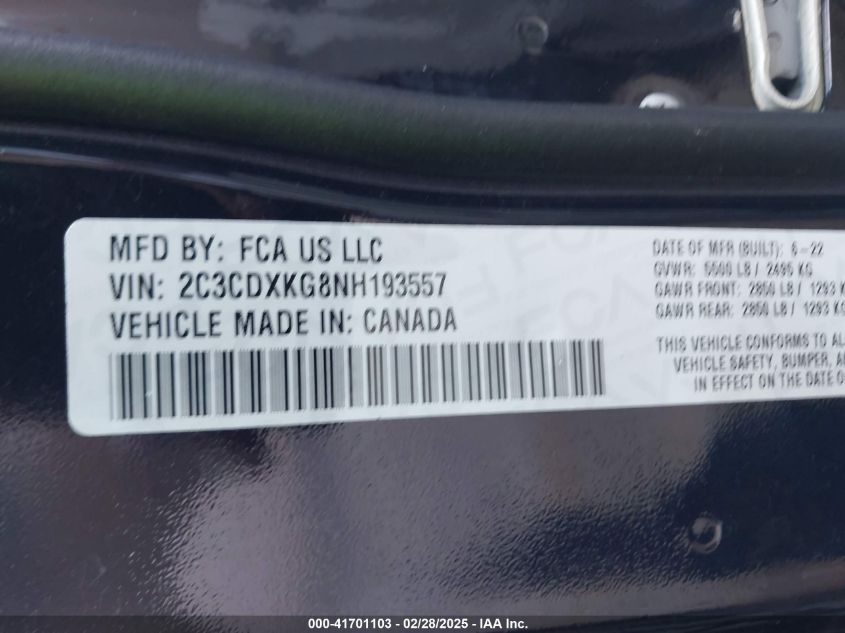 MFD BY: FCA US LLC
VIN: 2C3CDXKG8NH193557
VEHICLE MADE IN: CANADA
DATE OF MFR (BUILT): 6-22
GVWR: 5500 LB / 2495 KG
GAWR FRONT: 2850 LB / 1293 K
GAWR REAR: 2850 LB / 1293 KG
THIS VEHICLE CONFORMS TO AL
VEHICLE SAFETY, BUMPER, A
IN EFFECT ON THE DATE O
000-41701103 - 02/28/2025 - IAA Inc.